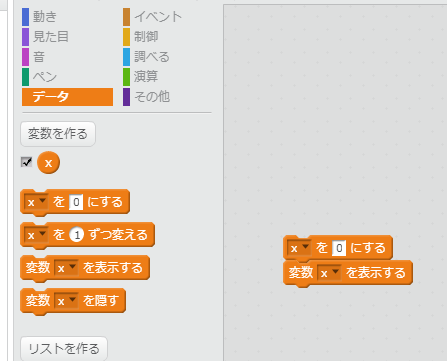 動き
イベント
見た目
制御
音
調べる
ペン
演算
データ
その他
変数を作る
x
x を 0 にする
x を 1 ずつ変える
変数 x を表示する
変数 x を隠す
リストを作る
x を 0 にする
変数 x を表示する